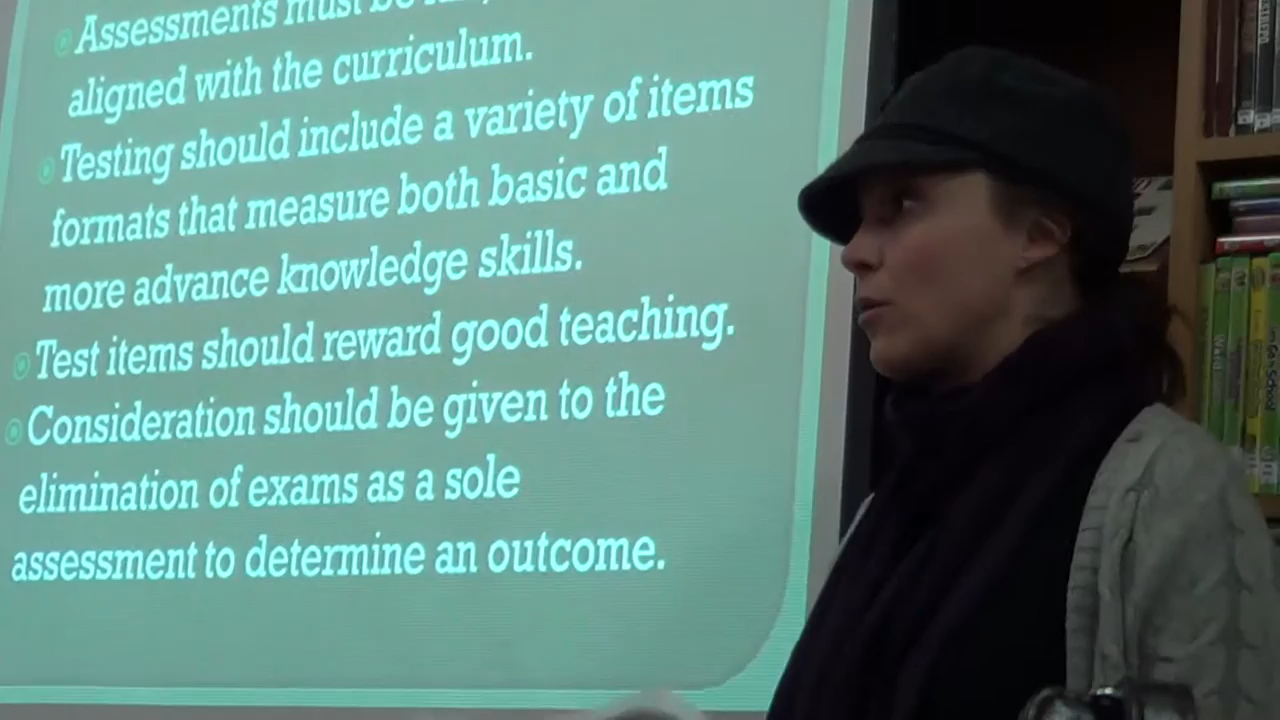 Assessments must be
aligned with the curriculum.
Testing should include a variety of items
formats that measure both basic and
more advance knowledge skills.
Test items should reward good teaching.
Consideration should be given to the
elimination of exams as a sole
assessment to determine an outcome.